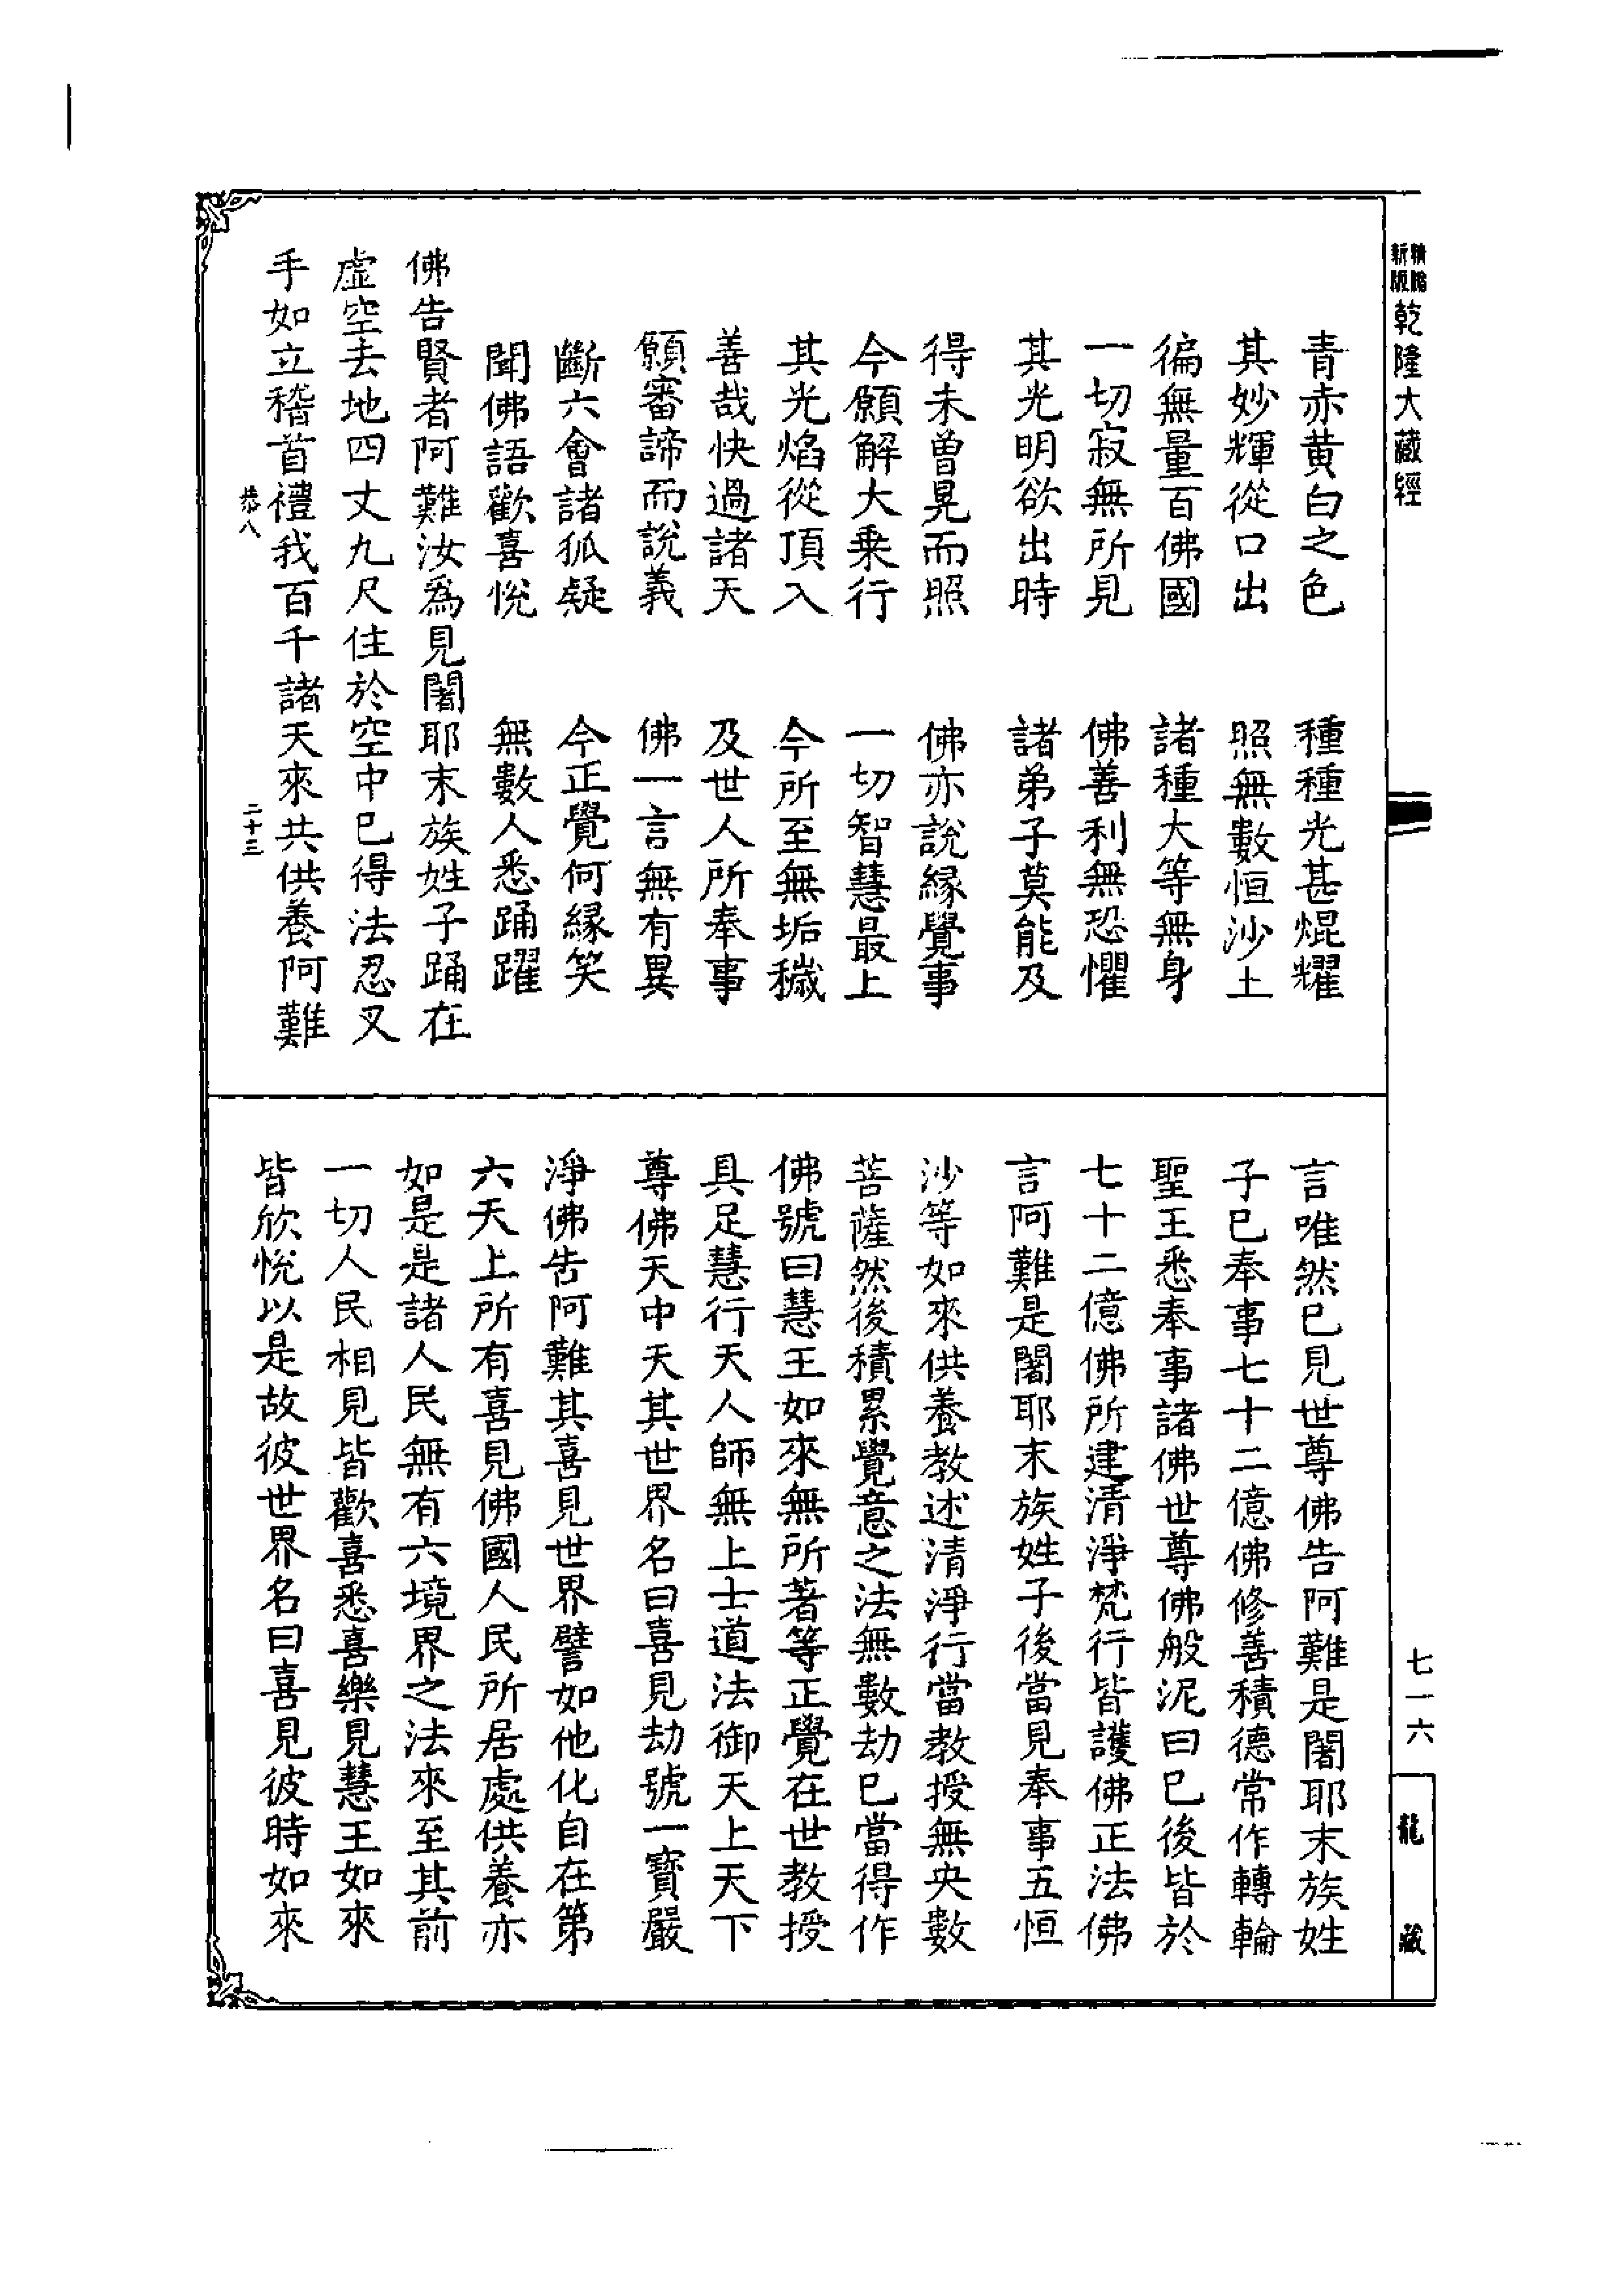 新版
乾隆大藏經
七一六
龍藏
青赤黄白之色　種種光甚焜耀
其妙輝從口出　照無數恒沙土
徧無量百佛國　諸種大等無身
一切寂無所見　佛善利無恐懼
其光明欲出時　諸弟子莫能及
得未曾見而照　佛亦說緣覺事
今願解大乗行　一切智慧最上
其光焰從頂入　今所至無垢穢
善哉快過諸天　及世人所奉事
願審諦而說義　佛一言無有異
斷六會諸狐疑　今正覺何緣笑
聞佛語歡喜恱　無數人悉踊躍
佛告賢者阿難汝爲見闍耶末族姓子踊在
虛空去地四丈九尺住於空中巳得法忍叉
手如立稽首禮我百千諸天來共供養阿難
恭八　二十三
言唯然巳見世尊佛告阿難是闍耶末族姓
子巳奉事七十二億佛修善積德常作轉輪
聖王悉奉事諸佛世尊佛般泥曰巳後皆於
七十二億佛所建清淨梵行皆護佛正法佛
言阿難是闍耶末族姓子後當見奉事五恒
沙等如來供養教述清淨行當教授無央數
菩薩然後積累覺意之法無數劫巳當得作
佛號曰慧王如來無所著等正覺在世教授
具足慧行天人師無上士道法御天上天下
尊佛天中天其世界名曰喜見劫號一寶嚴
淨佛告阿難其喜見世界譬如他化自在第
六天上所有喜見佛國人民所居處供養亦
如是是諸人民無有六境界之法來至其前
一切人民相見皆歡喜悉喜樂見慧王如來
皆欣恱以是故彼世界名曰喜見彼時如來